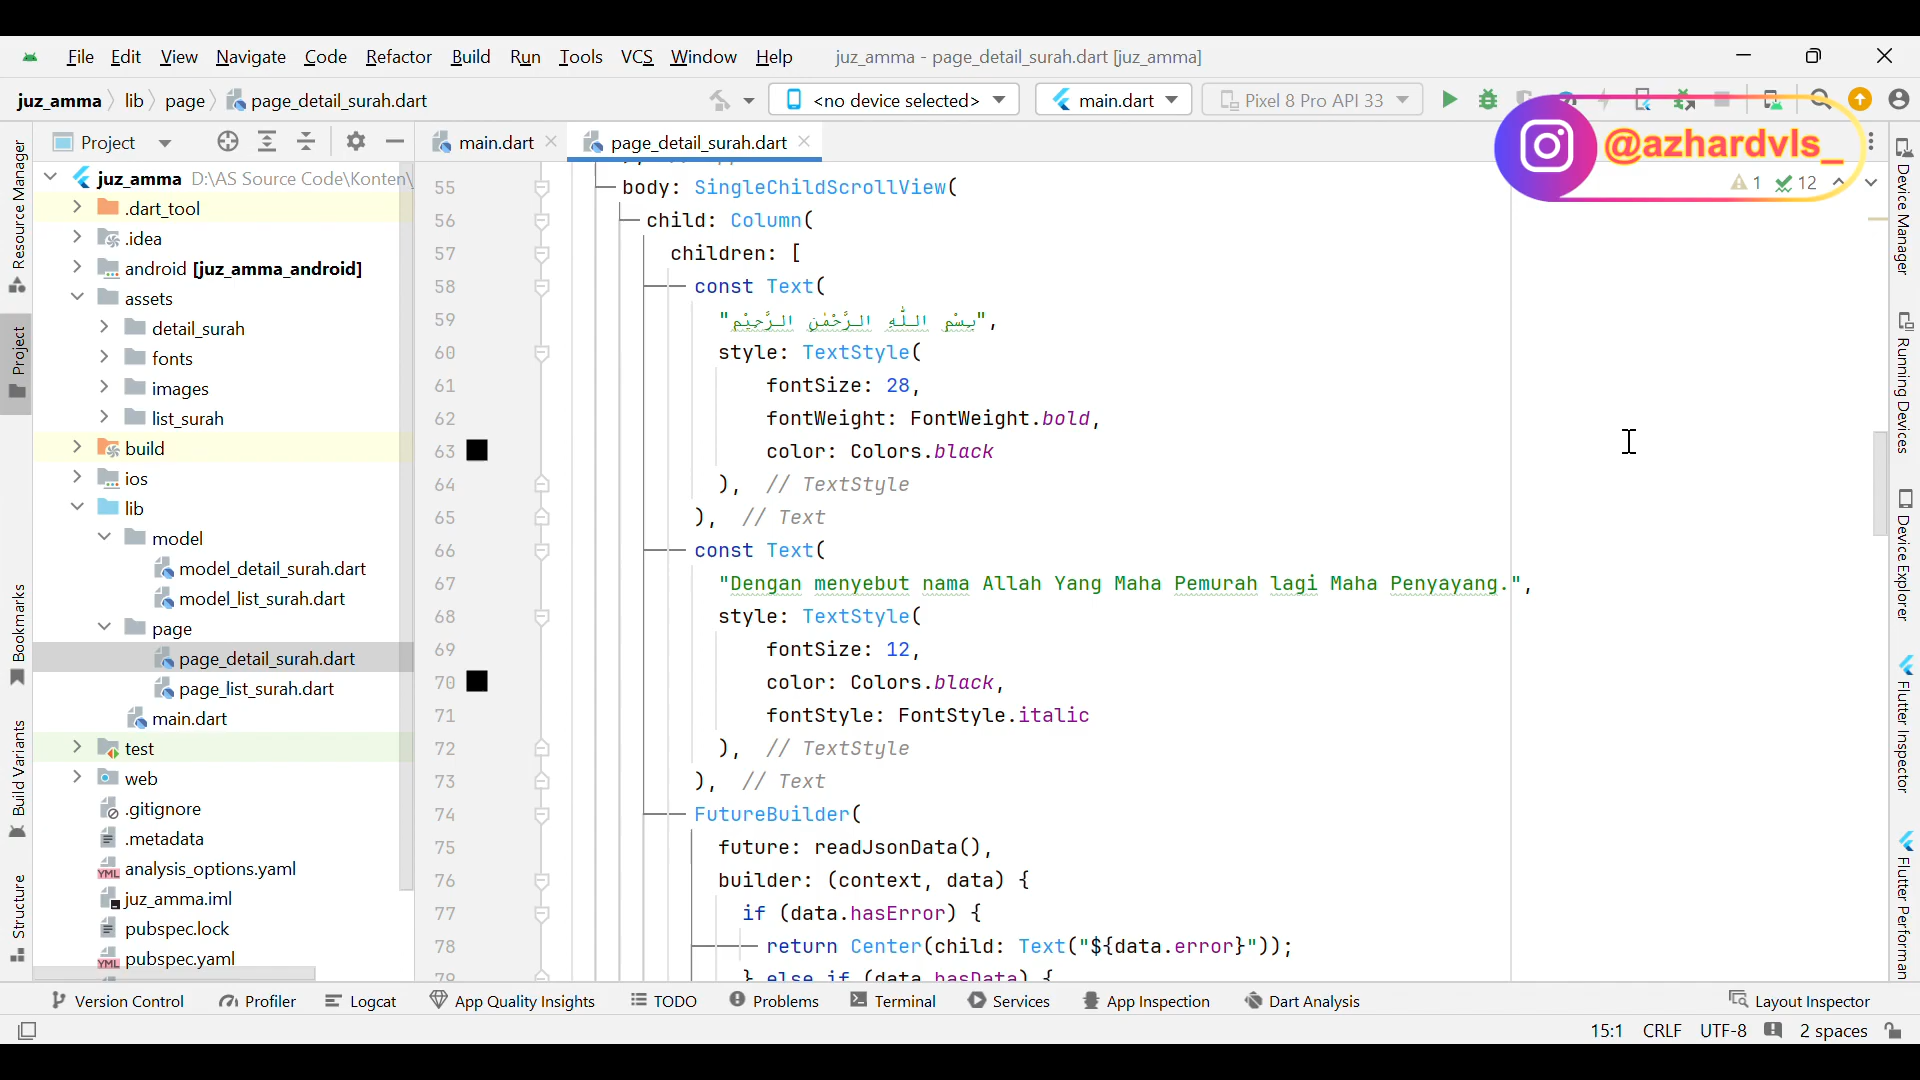 File Edit View Navigate Code Refactor Build Run Tools VCS Window Help juz_amma - page_detail_surah.dart [juz_amma]
juz_amma lib page page_detail_surah.dart <no device selected> main.dart Pixel 8 Pro API 33
@azhardvls_
Project main.dart page_detail_surah.dart
1 12
juz_amma D:\AS Source Code\Konten\
.dart_tool
.idea
android [juz_amma_android]
assets
detail_surah
fonts
images
list_surah
build
ios
lib
model
model_detail_surah.dart
model_list_surah.dart
page
page_detail_surah.dart
page_list_surah.dart
main.dart
test
web
.gitignore
.metadata
analysis_options.yaml
juz_amma.iml
pubspec.lock
pubspec.yaml
55 body: SingleChildScrollView(
56 child: Column(
57 children: [
58 const Text(
59 "بِسْمِ اللّٰهِ الرَّحْمٰنِ الرَّحِيْمِ",
60 style: TextStyle(
61 fontSize: 28,
62 fontWeight: FontWeight.bold,
63 color: Colors.black
64 ), // TextStyle
65 ), // Text
66 const Text(
67 "Dengan menyebut nama Allah Yang Maha Pemurah lagi Maha Penyayang.",
68 style: TextStyle(
69 fontSize: 12,
70 color: Colors.black,
71 fontStyle: FontStyle.italic
72 ), // TextStyle
73 ), // Text
74 FutureBuilder(
75 future: readJsonData(),
76 builder: (context, data) {
77 if (data.hasError) {
78 return Center(child: Text("${data.error}"));
79 } else if (data.hasData) {
Resource Manager
Project
Bookmarks
Build Variants
Structure
Device Manager
Running Devices
Device Explorer
Flutter Inspector
Flutter Performan
Version Control Profiler Logcat App Quality Insights TODO Problems Terminal Services App Inspection Dart Analysis Layout Inspector
15:1 CRLF UTF-8 2 spaces